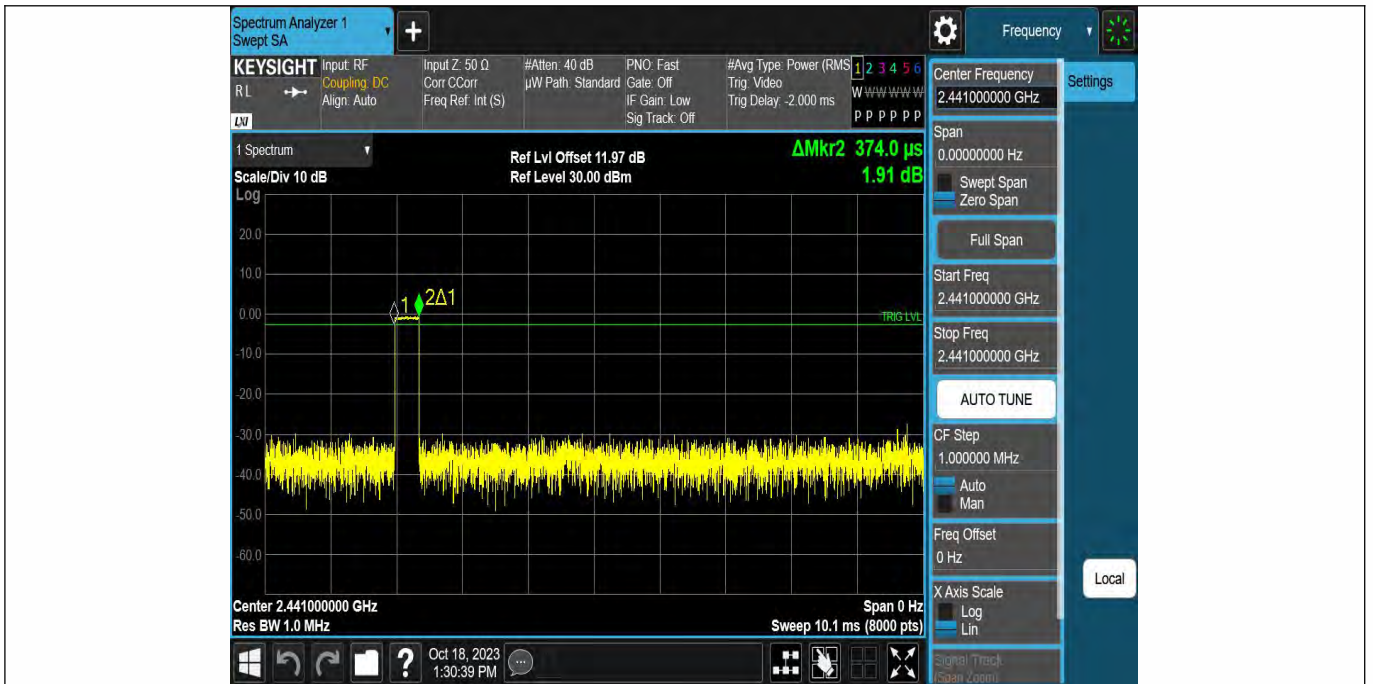 Spectrum Analyzer 1
Swept SA
+
Frequency
KEYSIGHT
RL
LXI
Input: RF
Coupling: DC
Align: Auto
Input Z: 50 Ω
Corr CCorr
Freq Ref: Int (S)
#Atten: 40 dB
µW Path: Standard
PNO: Fast
Gate: Off
IF Gain: Low
Sig Track: Off
#Avg Type: Power (RMS
Trig: Video
Trig Delay: -2.000 ms
1 2 3 4 5 6
W W W W W W
P P P P P P
Center Frequency
2.441000000 GHz
Settings
1 Spectrum
Scale/Div 10 dB
Log
Ref Lvl Offset 11.97 dB
Ref Level 30.00 dBm
ΔMkr2 374.0 µs
1.91 dB
20.0
10.0
0.00
-10.0
-20.0
-30.0
-40.0
-50.0
-60.0
1
2Δ1
TRIG LVL
Span
0.00000000 Hz
Swept Span
Zero Span
Full Span
Start Freq
2.441000000 GHz
Stop Freq
2.441000000 GHz
AUTO TUNE
CF Step
1.000000 MHz
Auto
Man
Freq Offset
0 Hz
X Axis Scale
Log
Lin
Signal Track
(Span Zoom)
Local
Center 2.441000000 GHz
Res BW 1.0 MHz
Span 0 Hz
Sweep 10.1 ms (8000 pts)
?
Oct 18, 2023
1:30:39 PM